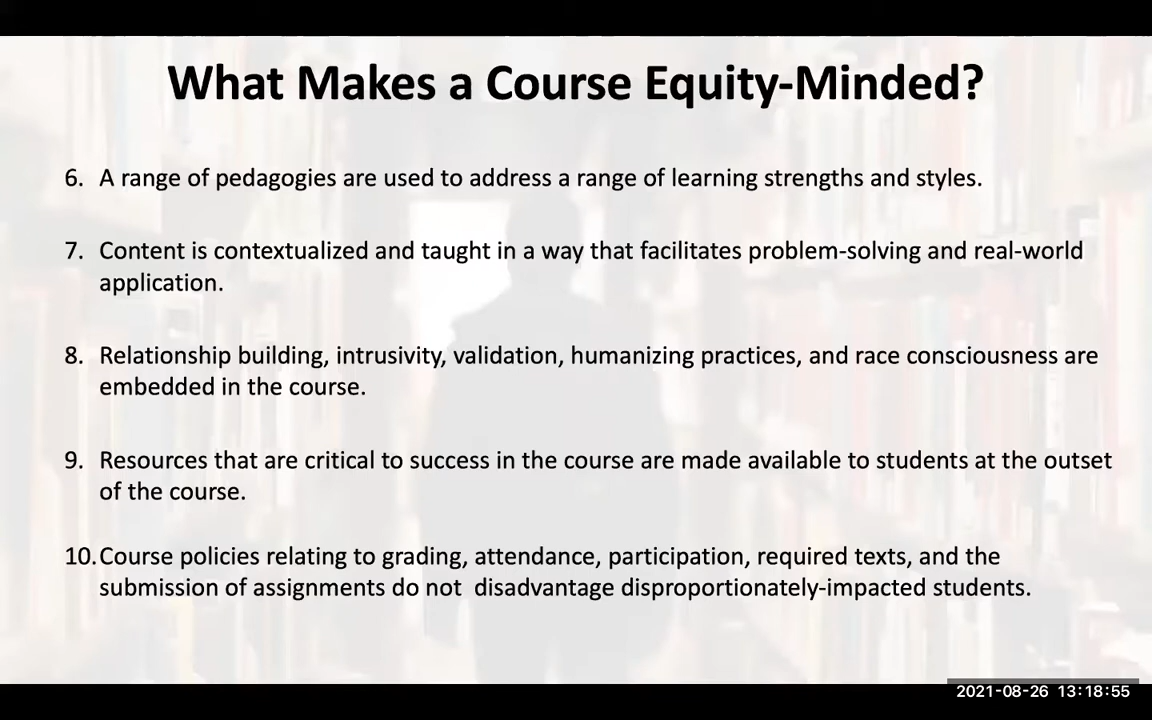 What Makes a Course Equity-Minded?
6. A range of pedagogies are used to address a range of learning strengths and styles.
7. Content is contextualized and taught in a way that facilitates problem-solving and real-world
application.
8. Relationship building, intrusivity, validation, humanizing practices, and race consciousness are
embedded in the course.
9. Resources that are critical to success in the course are made available to students at the outset
of the course.
10. Course policies relating to grading, attendance, participation, required texts, and the
submission of assignments do not  disadvantage disproportionately-impacted students.
2021-08-26 13:18:55